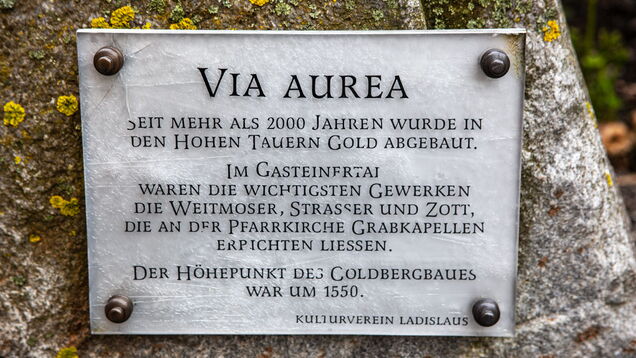 VIA AUREA
SEIT MEHR ALS 2000 JAHREN WURDE IN
DEN HOHEN TAUERN GOLD ABGEBAUT.
IM GASTEINERTAL
WAREN DIE WICHTIGSTEN GEWERKEN
DIE WEITMOSER, STRASSER UND ZOTT,
DIE AN DER PFARRKIRCHE GRABKAPELLEN
ERRICHTEN LIESSEN.
DER HÖHEPUNKT DES GOLDBERGBAUES
WAR UM 1550.
KULTURVEREIN LADISLAUS